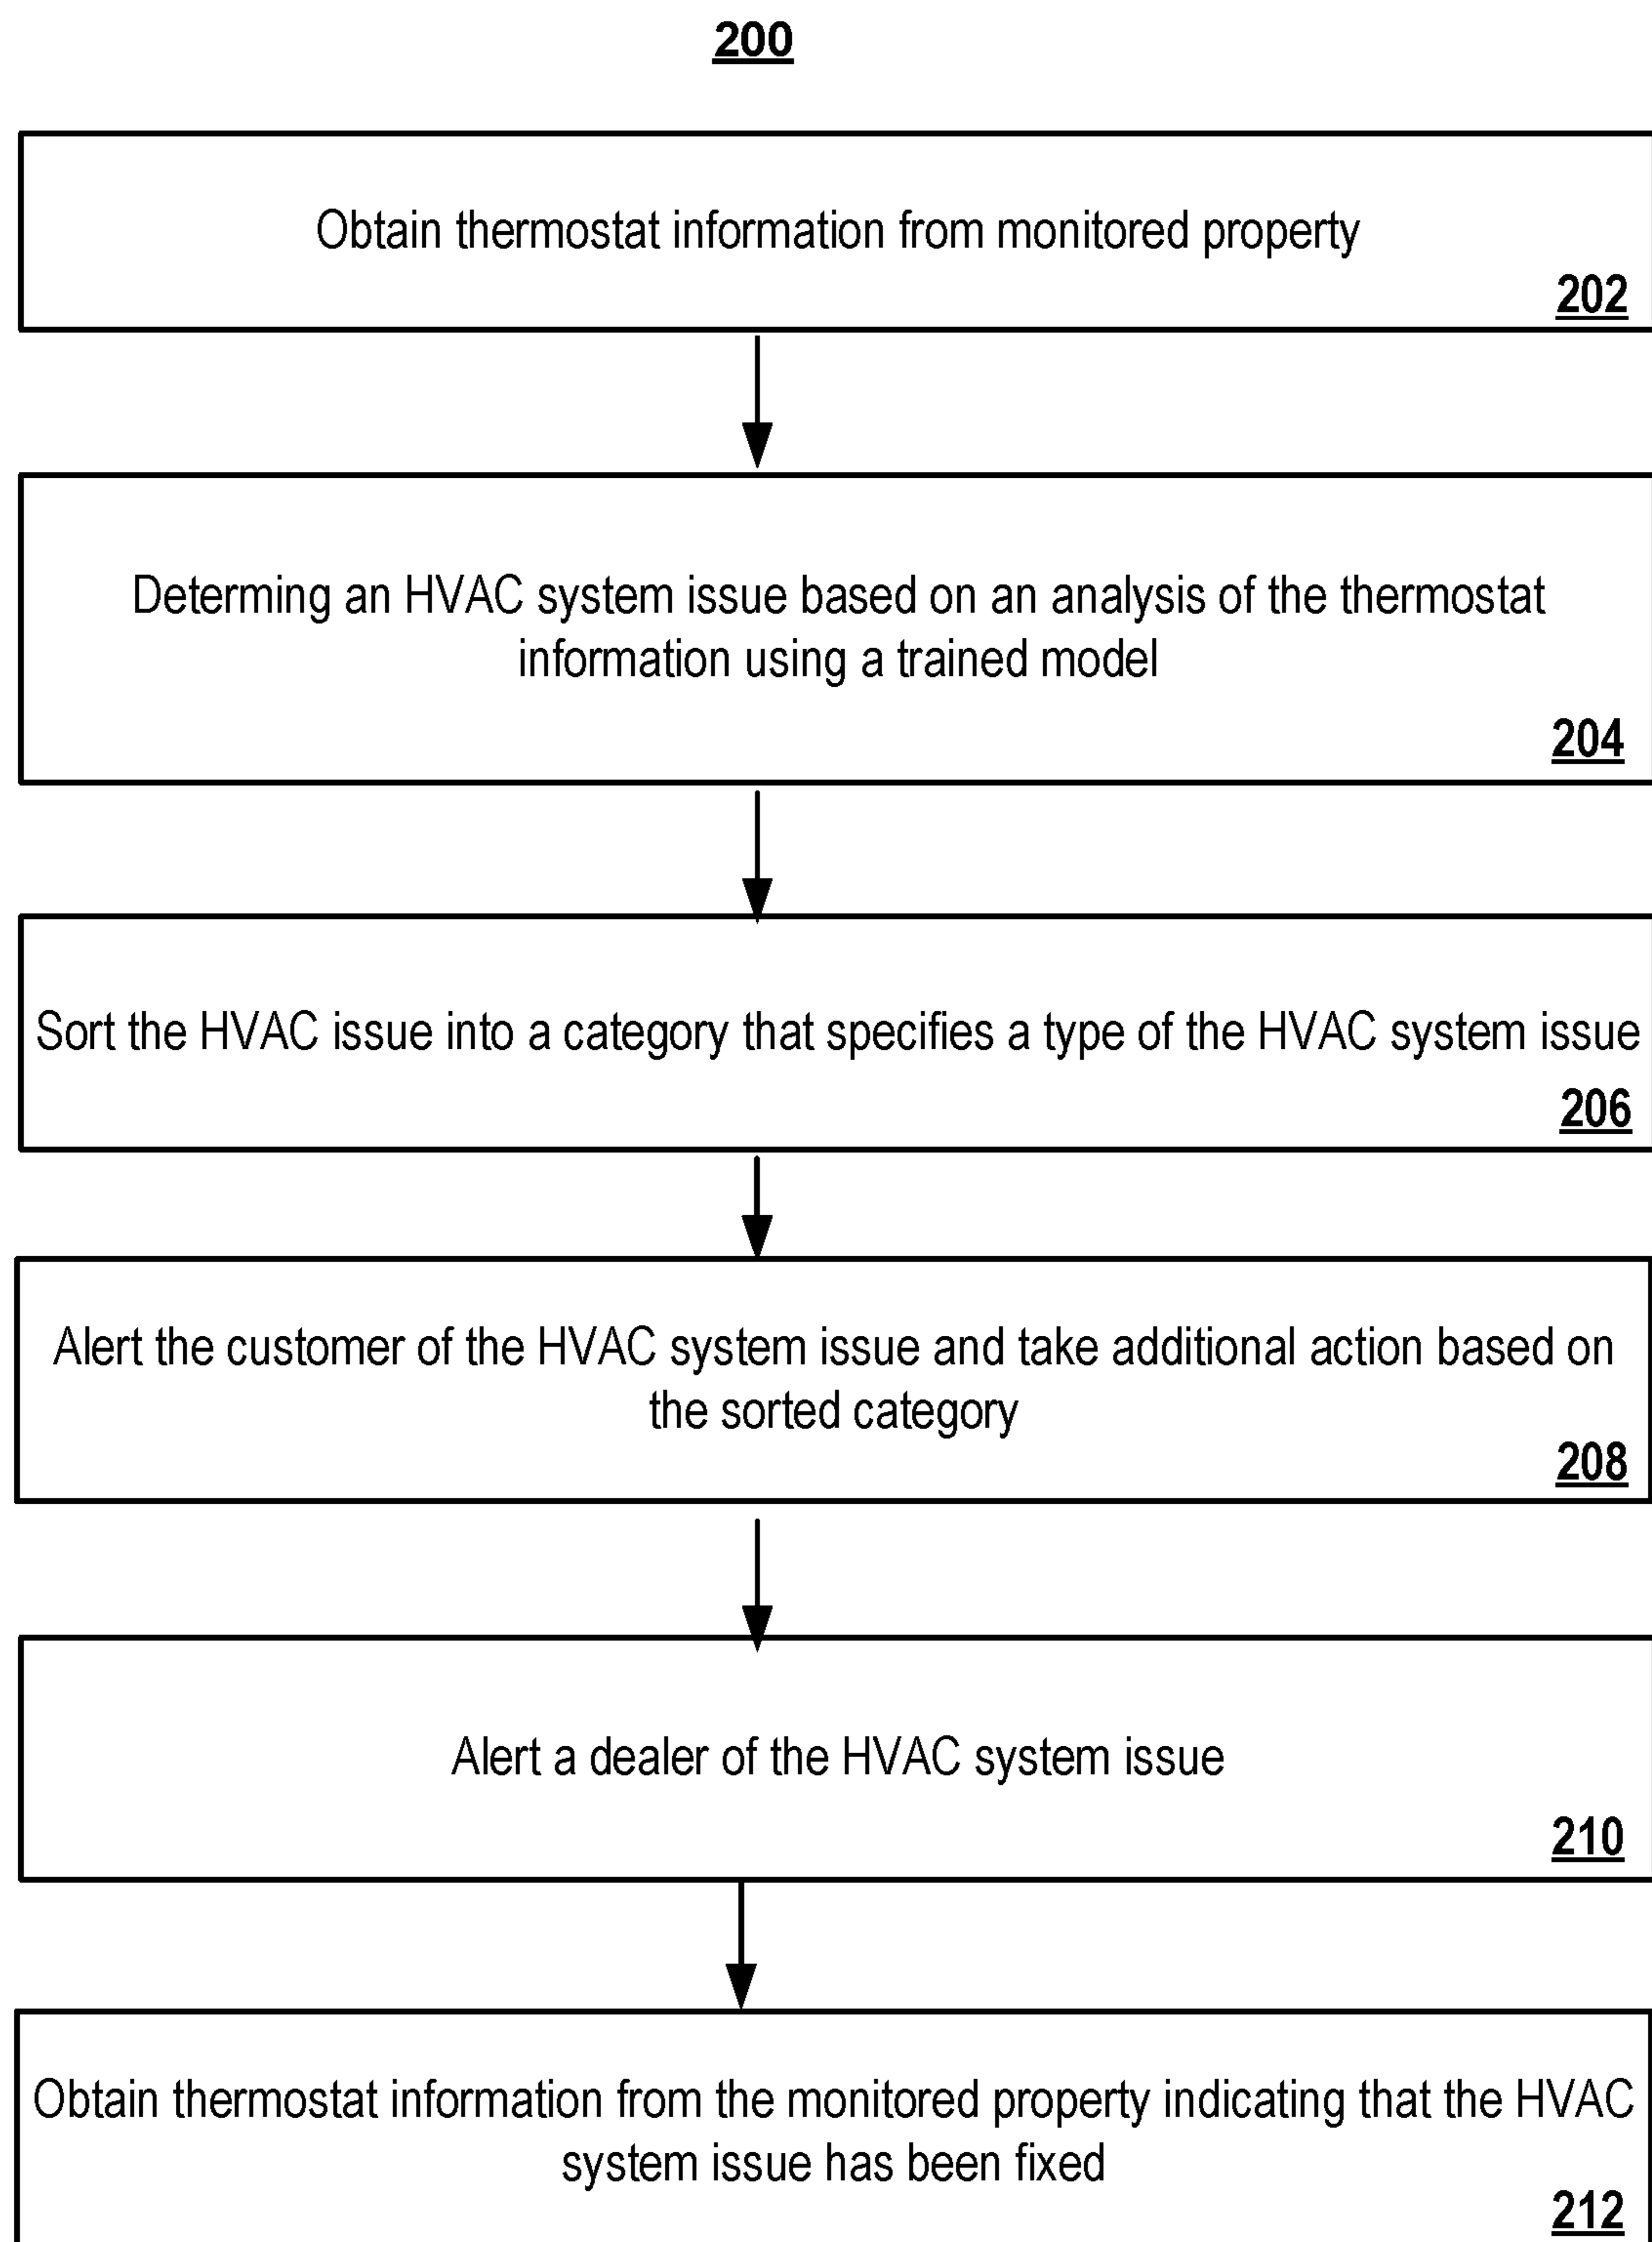 200
Obtain thermostat information from monitored property
202
Determing an HVAC system issue based on an analysis of the thermostat
information using a trained model
204
Sort the HVAC issue into a category that specifies a type of the HVAC system issue
206
Alert the customer of the HVAC system issue and take additional action based on
the sorted category
208
Alert a dealer of the HVAC system issue
210
Obtain thermostat information from the monitored property indicating that the HVAC
system issue has been fixed
212